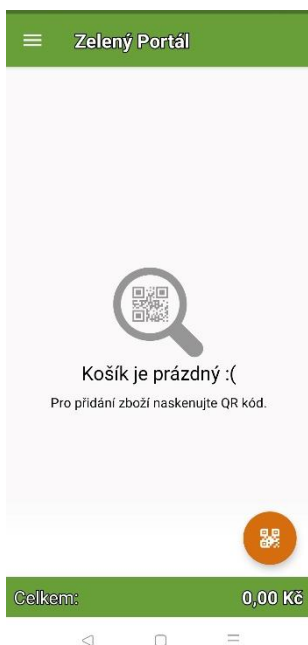 Zelený Portál
Košík je prázdný :(
Pro přidání zboží naskenujte QR kód.
Celkem: 0,00 Kč